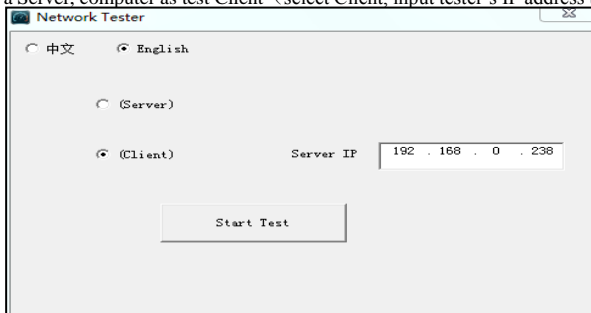 a Server, computer as test Client （select Client, input tester's IP address
Network Tester
中文 English
(Server)
(Client) Server IP 192 . 168 . 0 . 238
Start Test